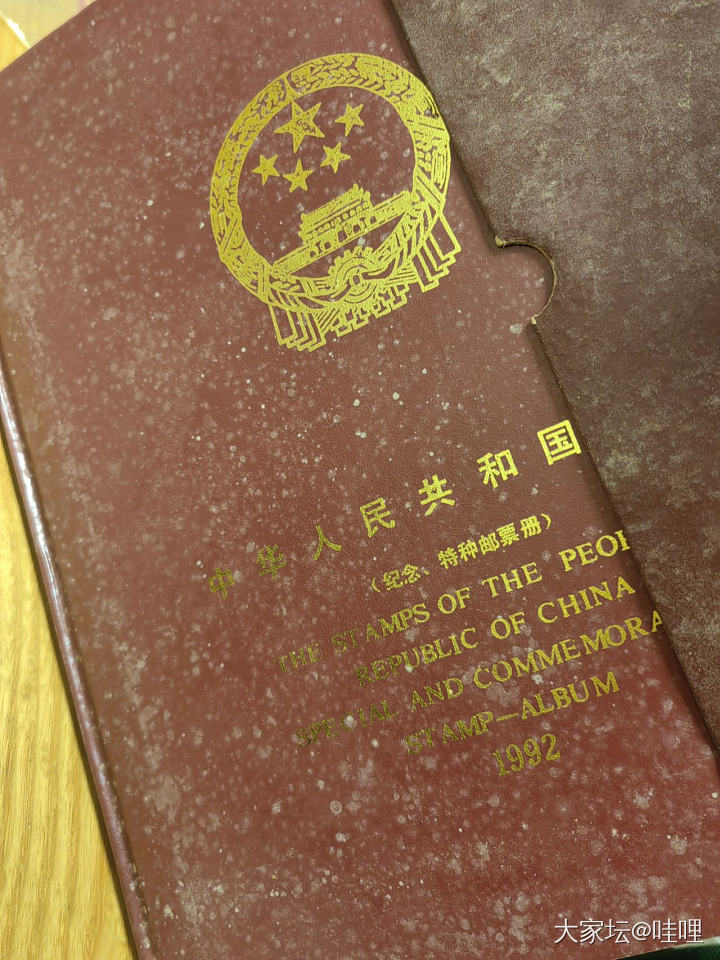 中华人民共和国
（纪念、特种邮票册）
THE STAMPS OF THE PEOP
REPUBLIC OF CHINA
SPECIAL AND COMMEMORA
STAMP—ALBUM
1992
大家坛@哇哩